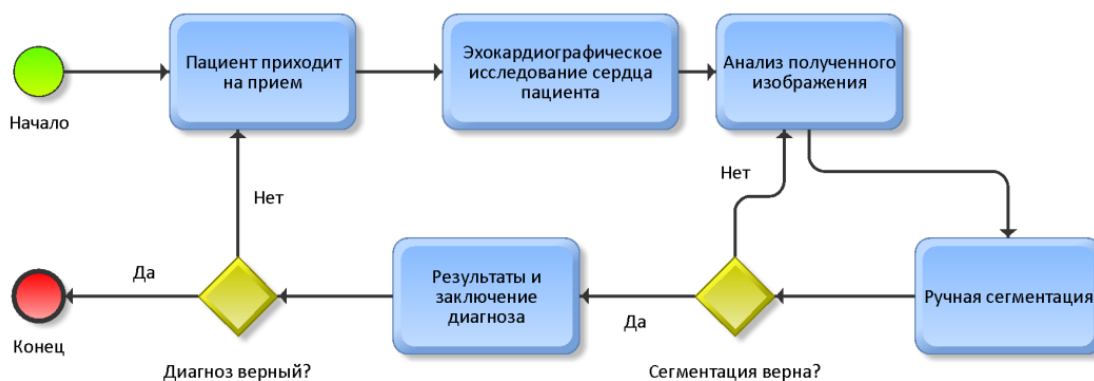 Пациент приходит
на прием
Эхокардиографическое
исследование сердца
пациента
Анализ полученного
изображения
Начало
Нет
Нет
Да
Результаты и
заключение
диагноза
Да
Ручная сегментация
Конец
Диагноз верный?
Сегментация верна?